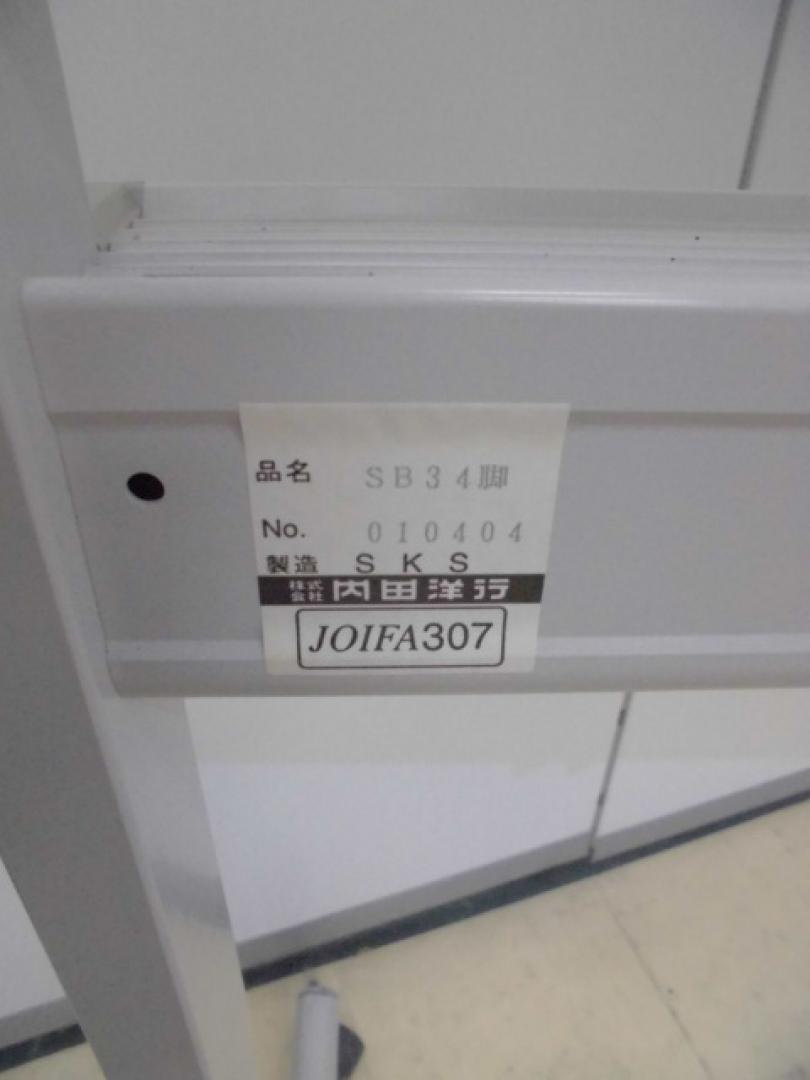 品名 SB34脚
No. 010404
製造 SKS
株式会社 内田洋行
JOIFA307